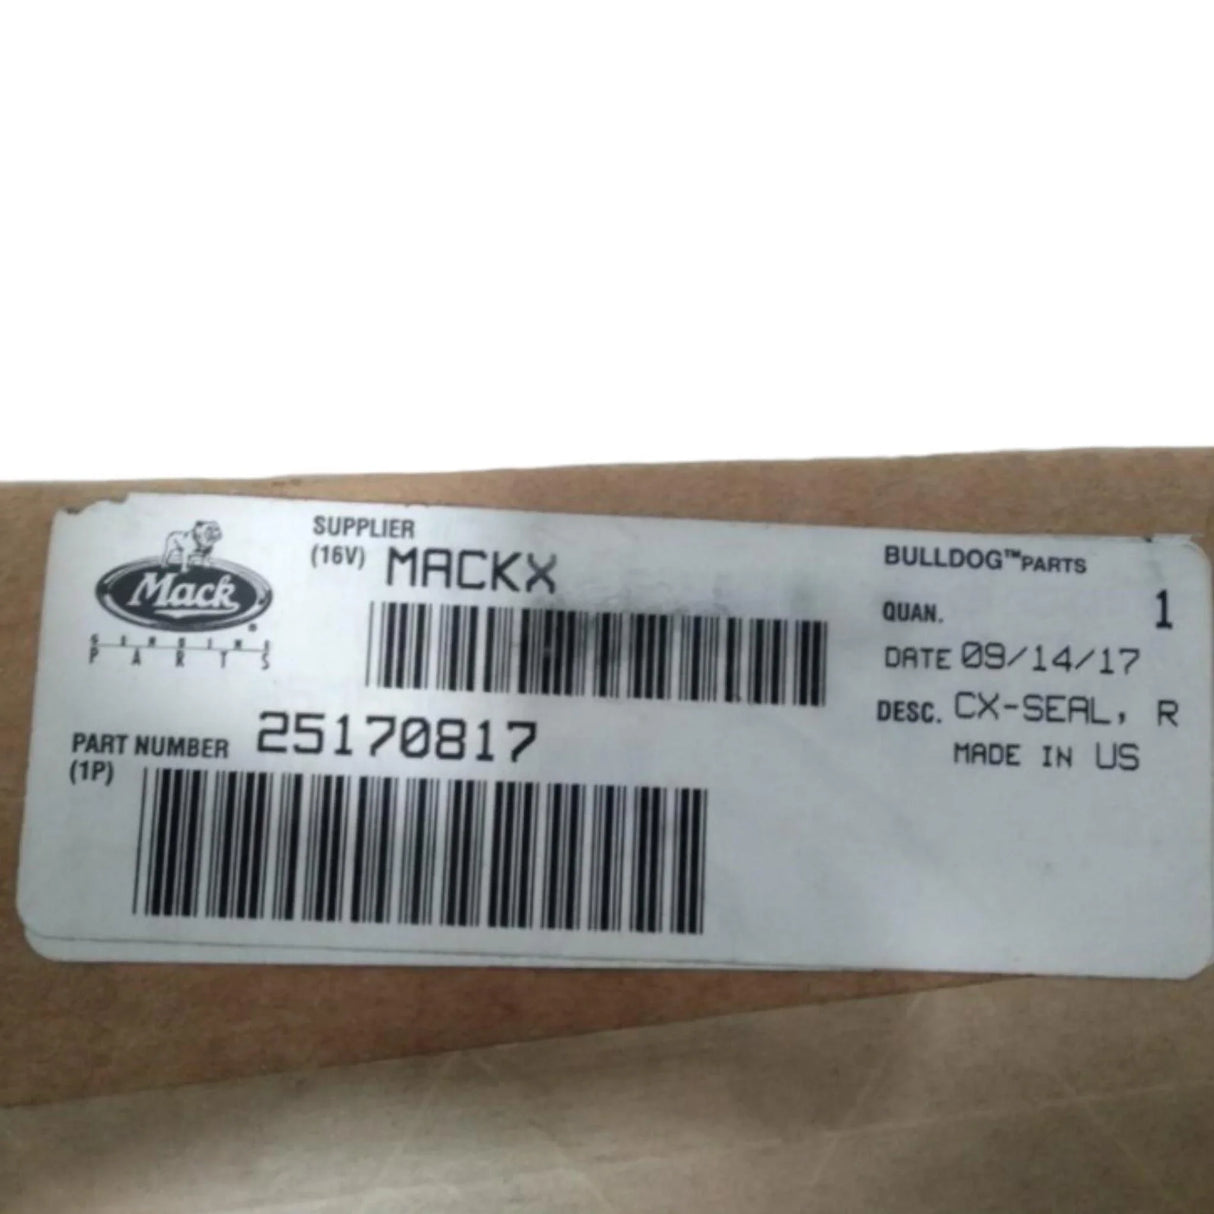 Mack®
GENUINE
PARTS
SUPPLIER
(16V) MACKX
PART NUMBER 25170817
(1P)
BULLDOG™PARTS
QUAN. 1
DATE 09/14/17
DESC. CX-SEAL, R
MADE IN US